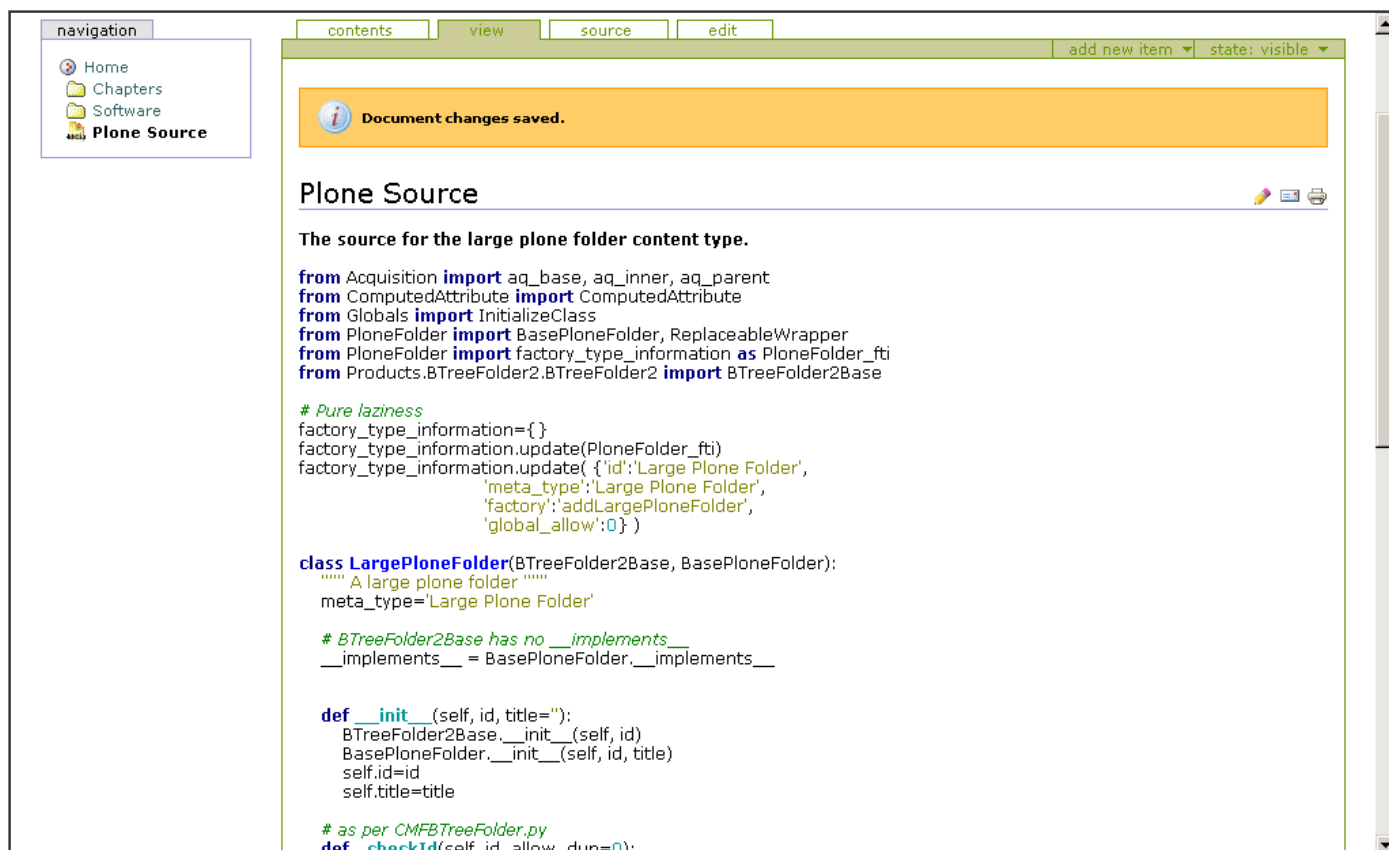 navigation
Home
Chapters
Software
Plone Source
contents
view
source
edit
add new item
state: visible
Document changes saved.
Plone Source
The source for the large plone folder content type.
from Acquisition import aq_base, aq_inner, aq_parent
from ComputedAttribute import ComputedAttribute
from Globals import InitializeClass
from PloneFolder import BasePloneFolder, ReplaceableWrapper
from PloneFolder import factory_type_information as PloneFolder_fti
from Products.BTreeFolder2.BTreeFolder2 import BTreeFolder2Base
# Pure laziness
factory_type_information={ }
factory_type_information.update(PloneFolder_fti)
factory_type_information.update( {'id':'Large Plone Folder',
'meta_type':'Large Plone Folder',
'factory':'addLargePloneFolder',
'global_allow':0} )
class LargePloneFolder(BTreeFolder2Base, BasePloneFolder):
""" A large plone folder """
meta_type='Large Plone Folder'
# BTreeFolder2Base has no __implements__
__implements__ = BasePloneFolder.__implements__
def __init__(self, id, title=''):
BTreeFolder2Base.__init__(self, id)
BasePloneFolder.__init__(self, id, title)
self.id=id
self.title=title
# as per CMFBTreeFolder.py
def _checkId(self, id, allow_dup=0):